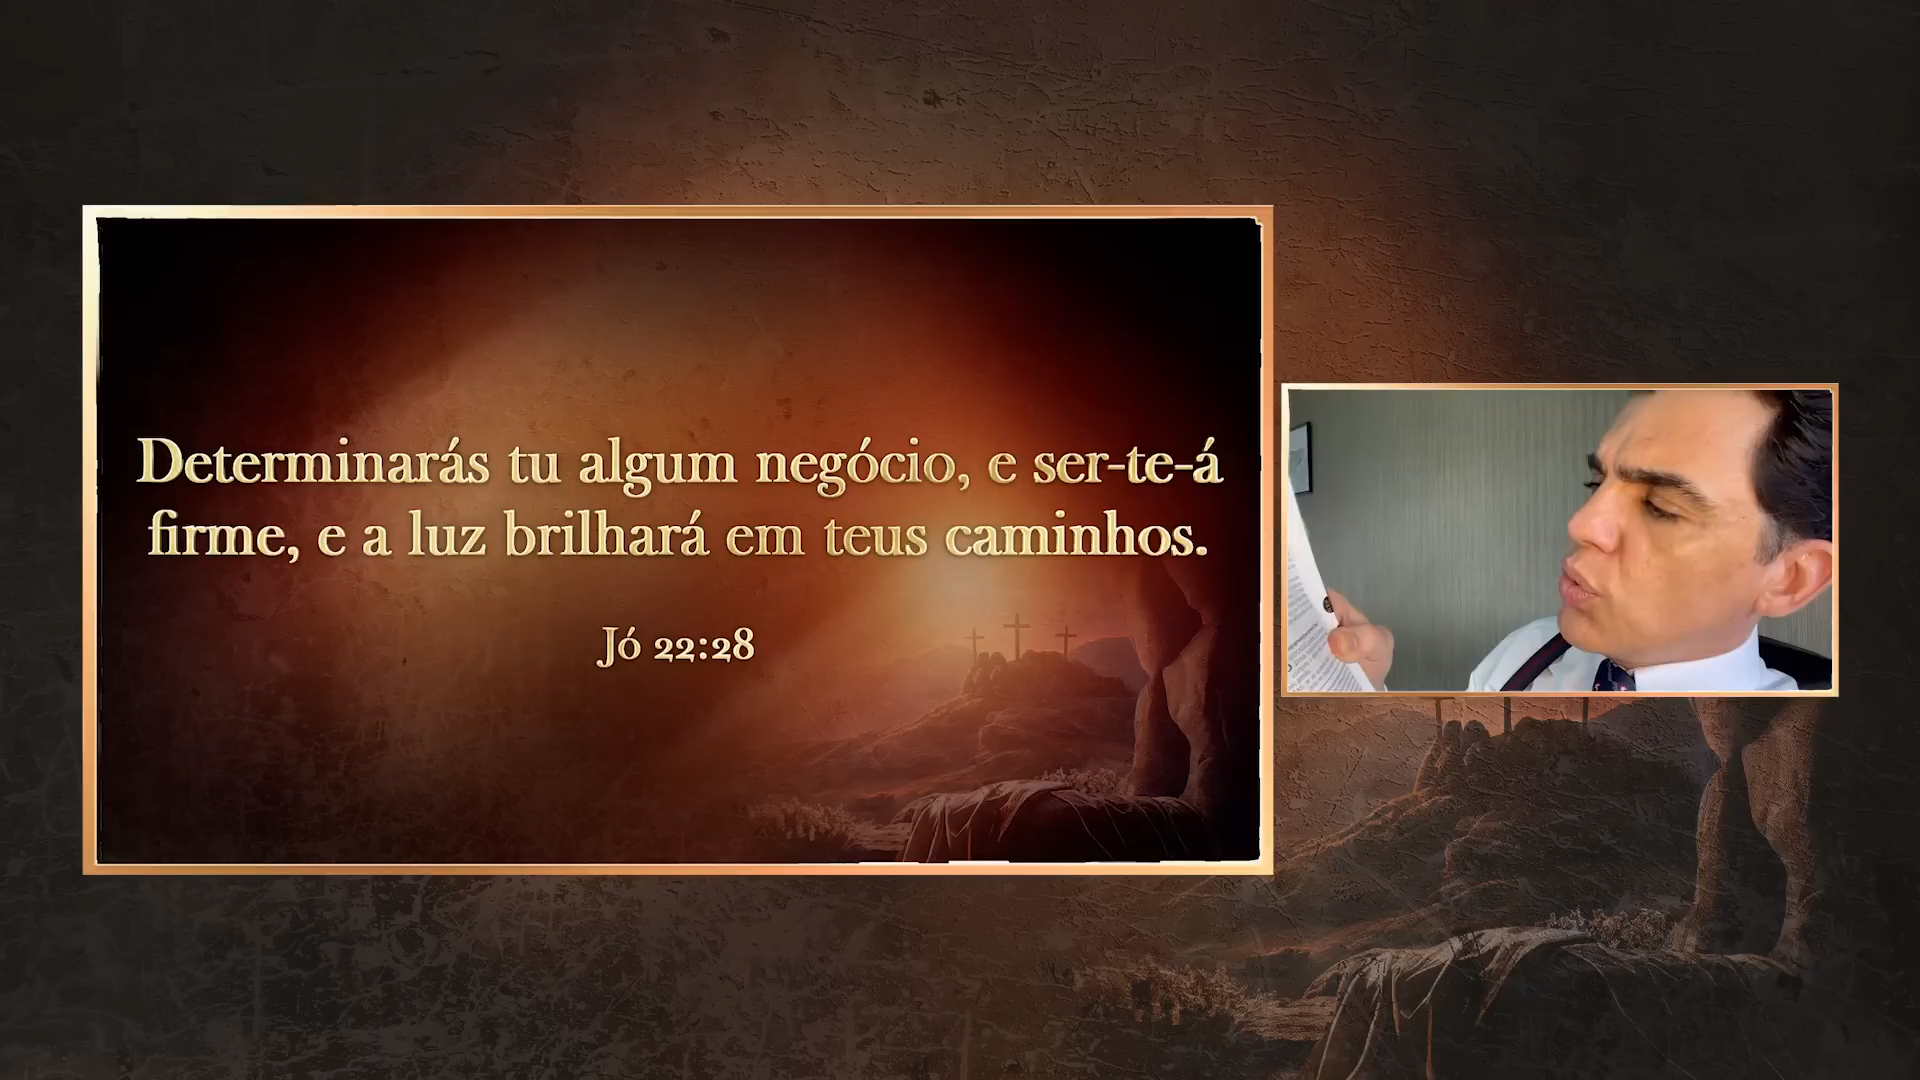 Determinarás tu algum negócio, e ser-te-á
firme, e a luz brilhará em teus caminhos.
Jó 22:28